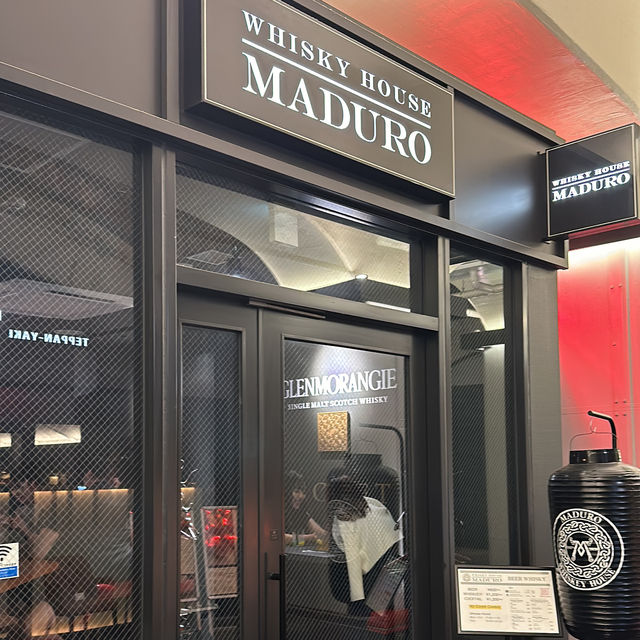 WHISKY HOUSE
MADURO
WHISKY HOUSE
MADURO
TEPPAN-YAKI
GLENMORANGIE
SINGLE MALT SCOTCH WHISKY
MADURO
WHISKEY HOUSE
MADURO
BEER WHISKY